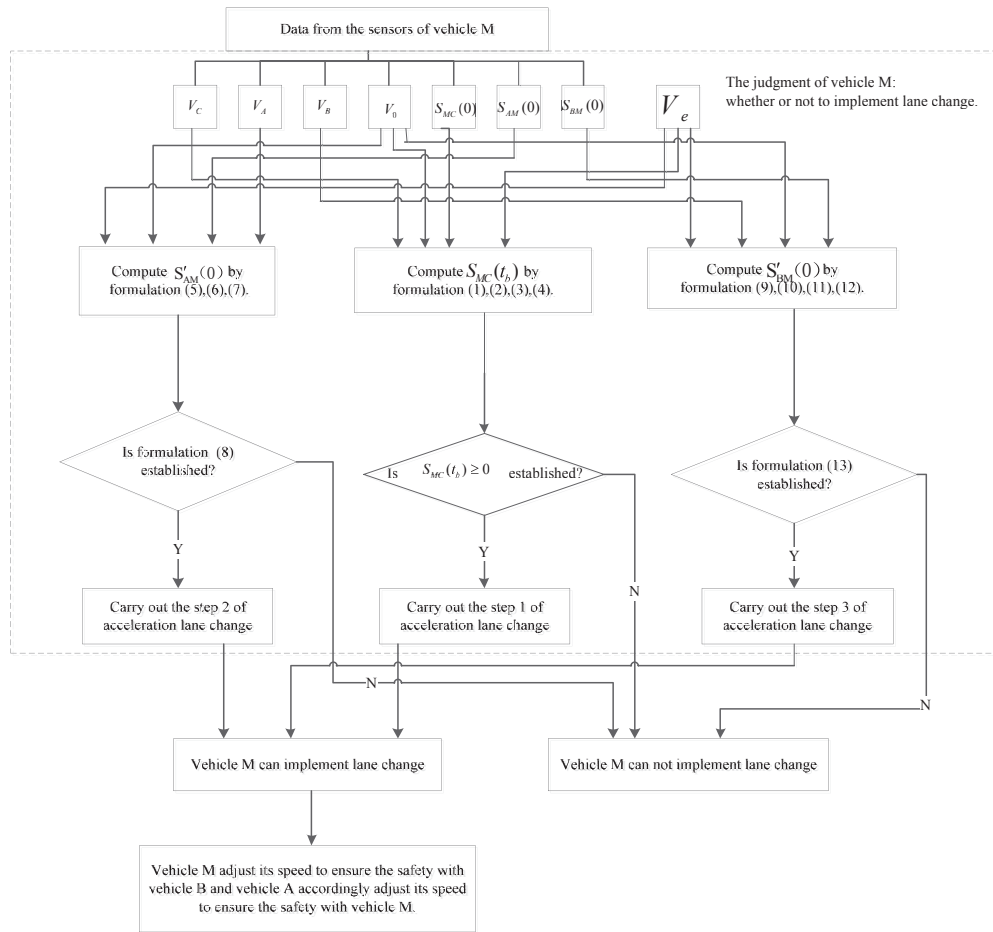 Data from the sensors of vehicle M
The judgment of vehicle M:
whether or not to implement lane change.
V_C
V_A
V_B
V_0
S_MC(0)
S_AM(0)
S_BM(0)
V_e
Compute S′_AM(0) by
formulation (5),(6),(7).
Compute S_MC(t_b) by
formulation (1),(2),(3),(4).
Compute S′_BM(0) by
formulation (9),(10),(11),(12).
Is formulation (8)
established?
Is S_MC(t_b) ≥ 0 established?
Is formulation (13)
established?
Y
Y
Y
N
Carry out the step 2 of
acceleration lane change
Carry out the step 1 of
acceleration lane change
Carry out the step 3 of
acceleration lane change
N
N
Vehicle M can implement lane change
Vehicle M can not implement lane change
Vehicle M adjust its speed to ensure the safety with
vehicle B and vehicle A accordingly adjust its speed
to ensure the safety with vehicle M.